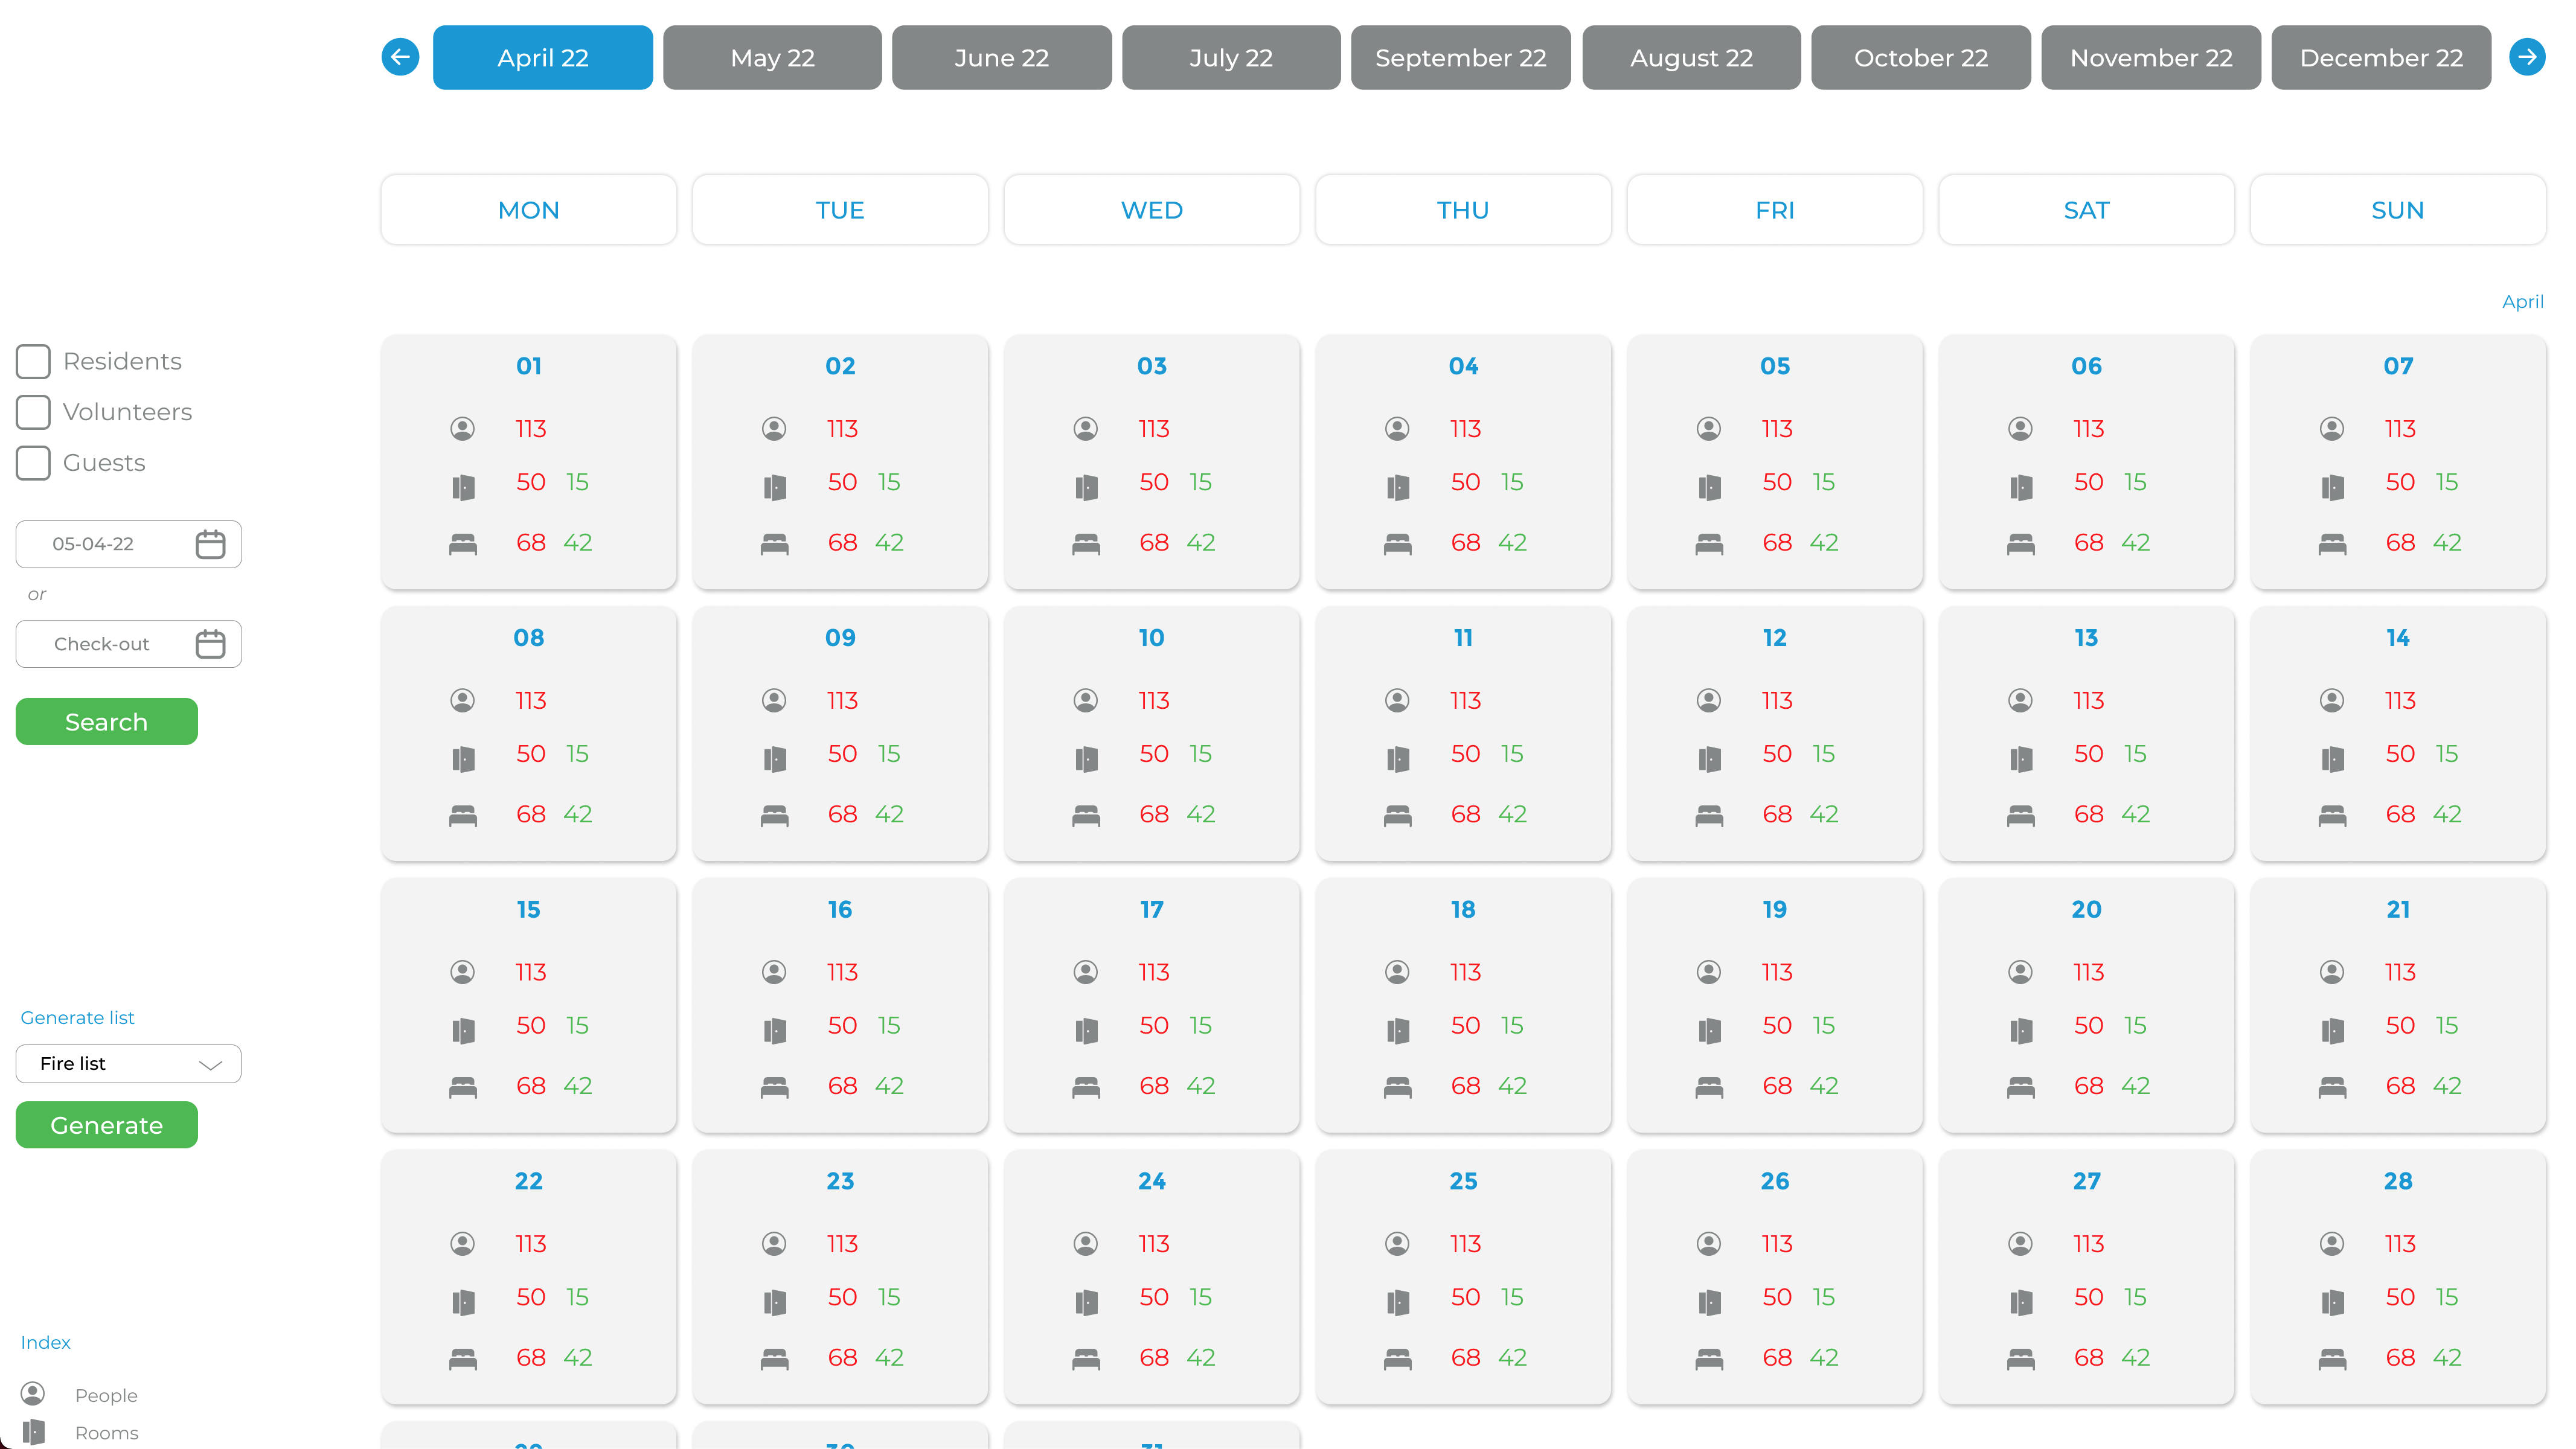 April 22 May 22 June 22 July 22 September 22 August 22 October 22 November 22 December 22
MON TUE WED THU FRI SAT SUN
April
Residents
Volunteers
Guests
05-04-22
or
Check-out
Search
Generate list
Fire list
Generate
Index
People
Rooms
01 02 03 04 05 06 07
113 113 113 113 113 113 113
50 15 50 15 50 15 50 15 50 15 50 15 50 15
68 42 68 42 68 42 68 42 68 42 68 42 68 42
08 09 10 11 12 13 14
113 113 113 113 113 113 113
50 15 50 15 50 15 50 15 50 15 50 15 50 15
68 42 68 42 68 42 68 42 68 42 68 42 68 42
15 16 17 18 19 20 21
113 113 113 113 113 113 113
50 15 50 15 50 15 50 15 50 15 50 15 50 15
68 42 68 42 68 42 68 42 68 42 68 42 68 42
22 23 24 25 26 27 28
113 113 113 113 113 113 113
50 15 50 15 50 15 50 15 50 15 50 15 50 15
68 42 68 42 68 42 68 42 68 42 68 42 68 42